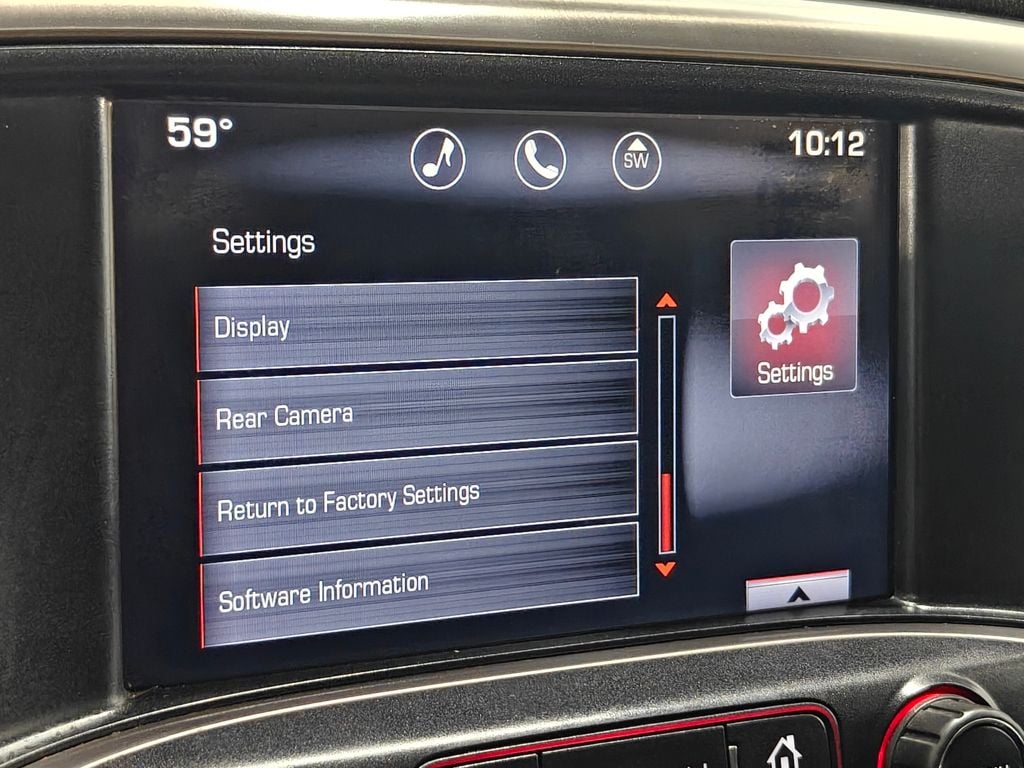 59°
SW
10:12
Settings
Display
Rear Camera
Return to Factory Settings
Software Information
Settings